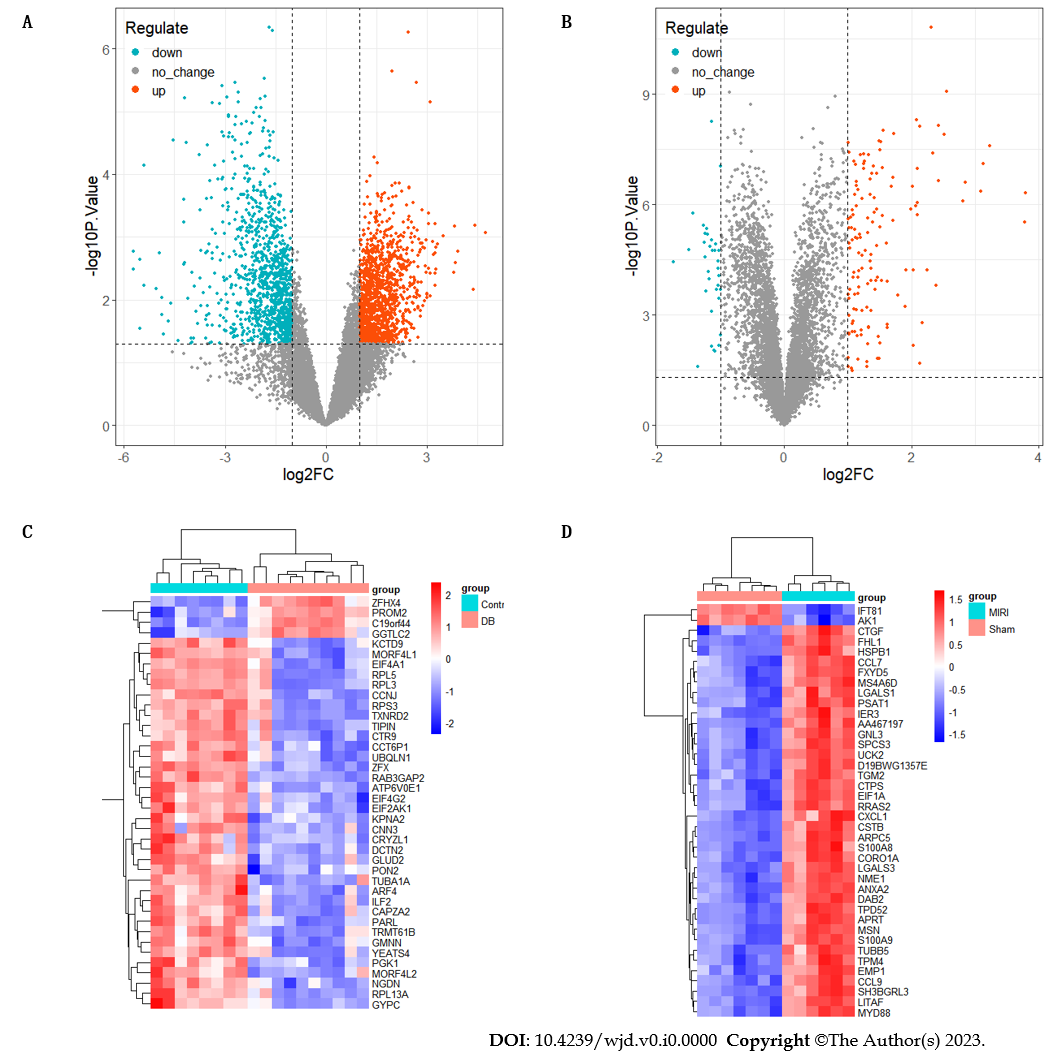 A
Regulate
down
no_change
up
6
4
2
0
-log10P.Value
-6
-3
0
3
log2FC
B
Regulate
down
no_change
up
9
6
3
0
-log10P.Value
-2
0
2
4
log2FC
C
group
ZFHX4
PROM2
C19orf44
GGTLC2
KCTD9
MORF4L1
EIF4A1
RPL5
RPL3
CCNJ
RPS3
TXNRD2
TIPIN
CTR9
CCT6P1
UBQLN1
ZFX
RAB3GAP2
ATP6V0E1
EIF4G2
EIF2AK1
KPNA2
CNN3
CRYZL1
DCTN2
GLUD2
PON2
TUBA1A
ARF4
ILF2
CAPZA2
PARL
TRMT61B
GMNN
YEATS4
PGK1
MORF4L2
NGDN
RPL13A
GYPC
2
1
0
-1
-2
group
Contr
DB
D
group
IFT81
AK1
CTGF
FHL1
HSPB1
CCL7
FXYD5
MS4A6D
LGALS1
PSAT1
IER3
AA467197
GNL3
SPCS3
UCK2
D19BWG1357E
TGM2
CTPS
EIF1A
RRAS2
CXCL1
CSTB
ARPC5
S100A8
CORO1A
LGALS3
NME1
ANXA2
DAB2
TPD52
APRT
MSN
S100A9
TUBB5
TPM4
EMP1
CCL9
SH3BGRL3
LITAF
MYD88
1.5
1
0.5
0
-0.5
-1
-1.5
group
MIRI
Sham
DOI: 10.4239/wjd.v0.i0.0000 Copyright ©The Author(s) 2023.